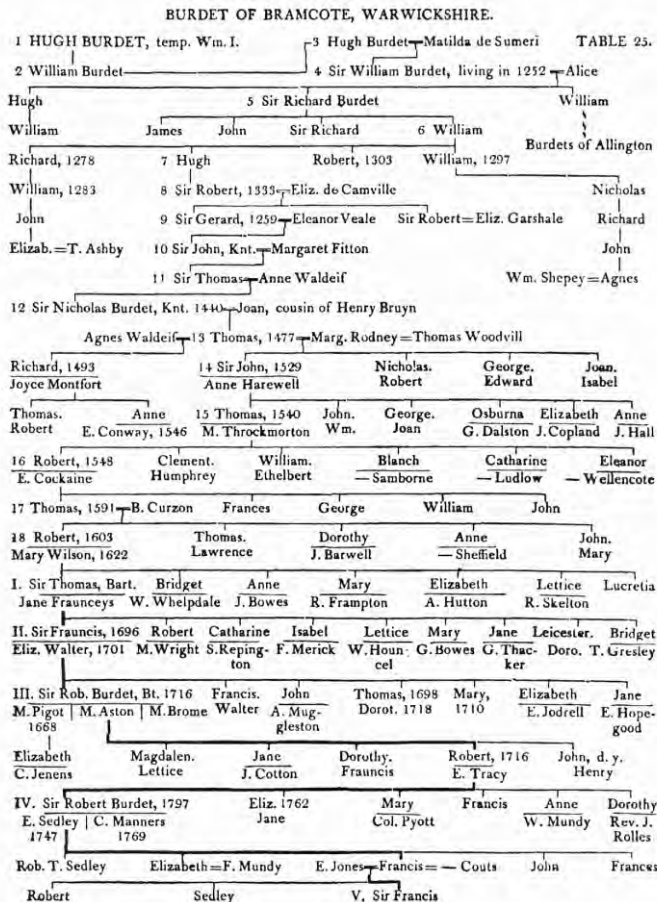 BURDET OF BRAMCOTE, WARWICKSHIRE.
1 HUGH BURDET, temp. Wm. I. 3 Hugh Burdet Matilda de Sumeri TABLE 25.
2 William Burdet 4 Sir William Burdet, living in 1252 Alice
Hugh 5 Sir Richard Burdet William
William James John Sir Richard 6 William
Burdets of Allington
Richard, 1278 7 Hugh Robert, 1303 William, 1297
William, 1283 8 Sir Robert, 1333 Eliz. de Camville Nicholas
John 9 Sir Gerard, 1259 Eleanor Veale Sir Robert=Eliz. Garshale Richard
Elizab.=T. Ashby 10 Sir John, Knt. Margaret Fitton John
11 Sir Thomas Anne Waldeif Wm. Shepey=Agnes
12 Sir Nicholas Burdet, Knt. 1440 Joan, cousin of Henry Bruyn
Agnes Waldeif 13 Thomas, 1477 Marg. Rodney=Thomas Woodvill
Richard, 1493 14 Sir John, 1529 Nicholas. George. Joan.
Joyce Montfort Anne Harewell Robert Edward Isabel
Thomas. Anne 15 Thomas, 1540 John. George. Osburna Elizabeth Anne
Robert E. Conway, 1546 M. Throckmorton Wm. Joan G. Dalston J. Copland J. Hall
16 Robert, 1548 Clement. William. Blanch Catharine Eleanor
E. Cockaine Humphrey Ethelbert —Samborne —Ludlow —Wellencote
17 Thomas, 1591 B. Curzon Frances George William John
18 Robert, 1603 Thomas. Dorothy Anne John.
Mary Wilson, 1622 Lawrence J. Barwell —Sheffield Mary
I. Sir Thomas, Bart. Bridget Anne Mary Elizabeth Lettice Lucretia
Jane Fraunceys W. Whelpdale J. Bowes R. Frampton A. Hutton R. Skelton
II. Sir Frauncis, 1696 Robert Catharine Isabel Lettice Mary Jane Leicester. Bridget
Eliz. Walter, 1701 M. Wright S. Reping- F. Merick W. Houn- G. Bowes G. Thac- Doro. T. Gresley
ton cel ker
III. Sir Rob. Burdet, Bt. 1716 Francis. John Thomas, 1698 Mary, Elizabeth Jane
M. Pigot | M. Aston | M. Brome Walter A. Mug- Dorot. 1718 1710 E. Jodrell E. Hope-
1668 gleston good
Elizabeth Magdalen. Jane Dorothy. Robert, 1716 John, d. y.
C. Jenens Lettice J. Cotton Frauncis E. Tracy Henry
IV. Sir Robert Burdet, 1797 Eliz. 1762 Mary Francis Anne Dorothy
E. Sedley | C. Manners Jane Col. Pyott W. Mundy Rev. J.
1747 1769 Rolles
Rob. T. Sedley Elizabeth=F. Mundy E. Jones Francis=— Couts John Frances
Robert Sedley V. Sir Francis